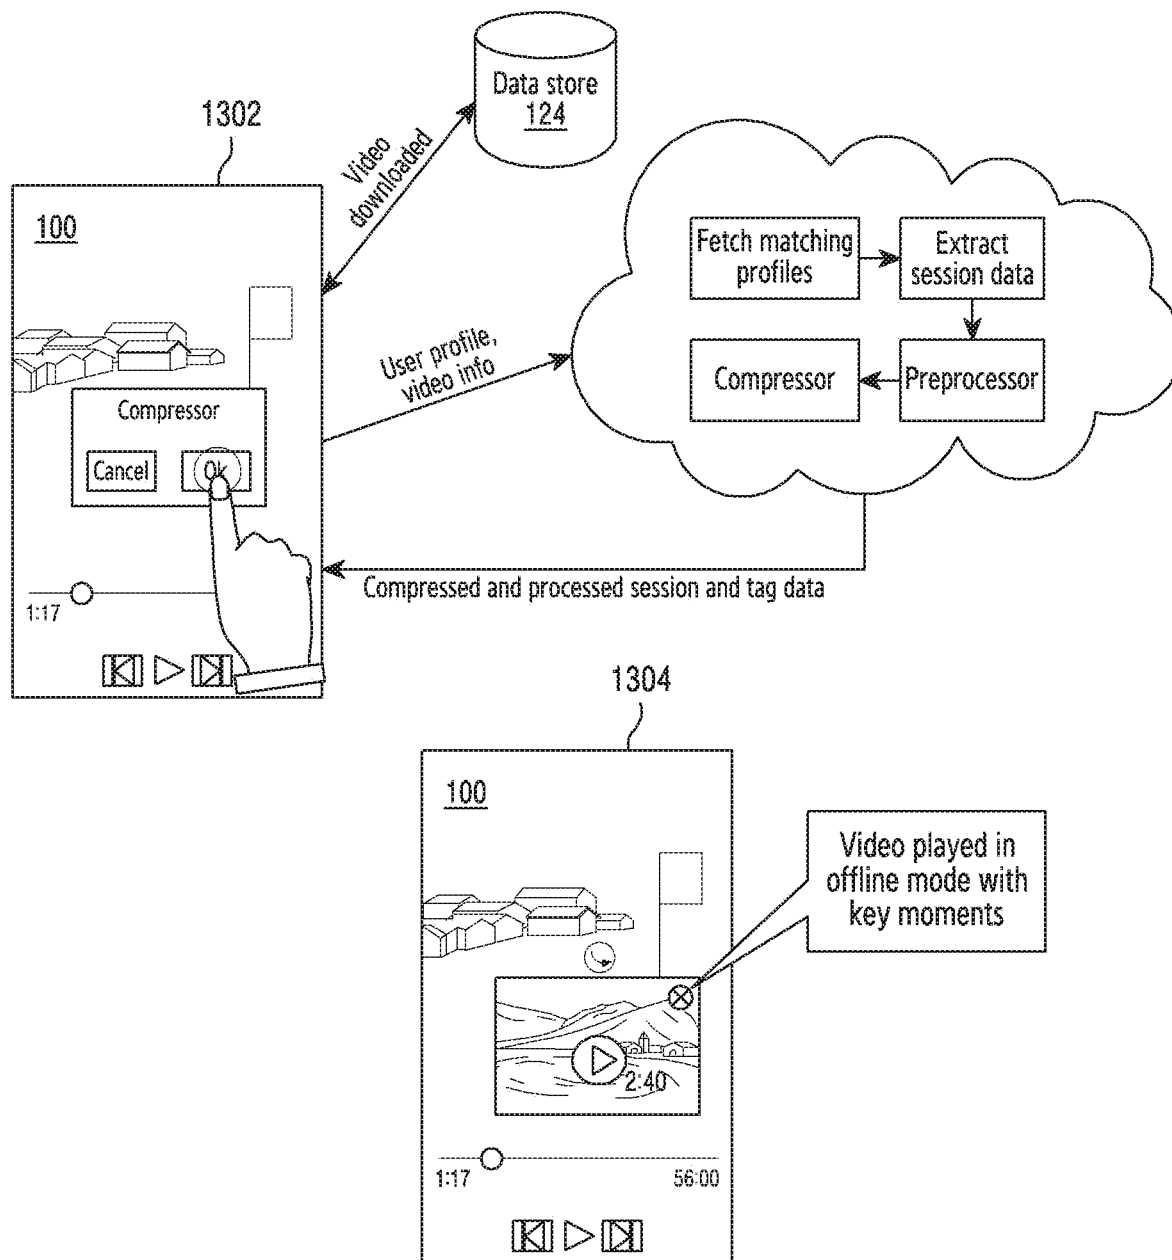 Data store
124
1302
Video
downloaded
100
Fetch matching
profiles
Extract
session data
User profile,
video info
Compressor
Preprocessor
Compressor
Cancel
Ok
Compressed and processed session and tag data
1:17
1304
100
Video played in
offline mode with
key moments
2:40
1:17
56:00